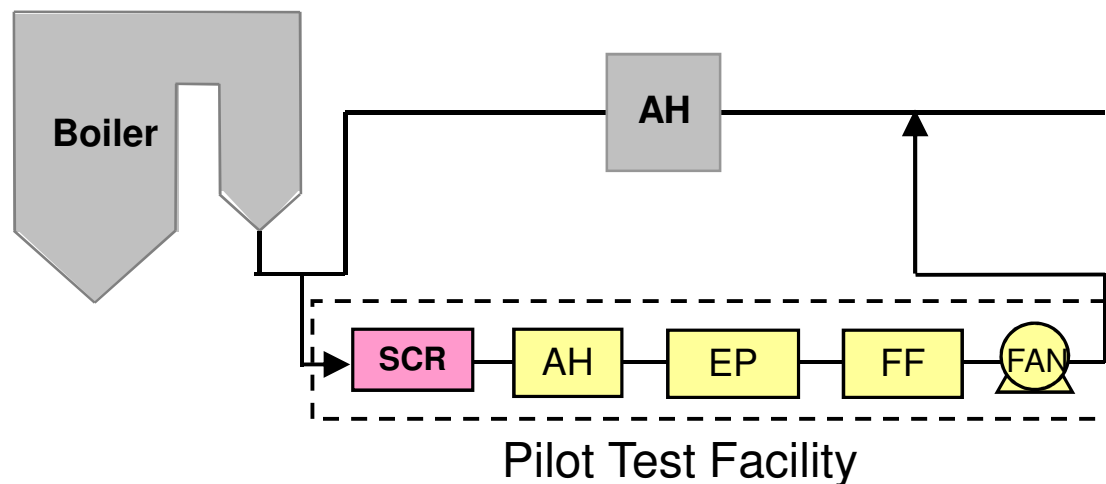 Boiler
AH
SCR
AH
EP
FF
FAN
Pilot Test Facility